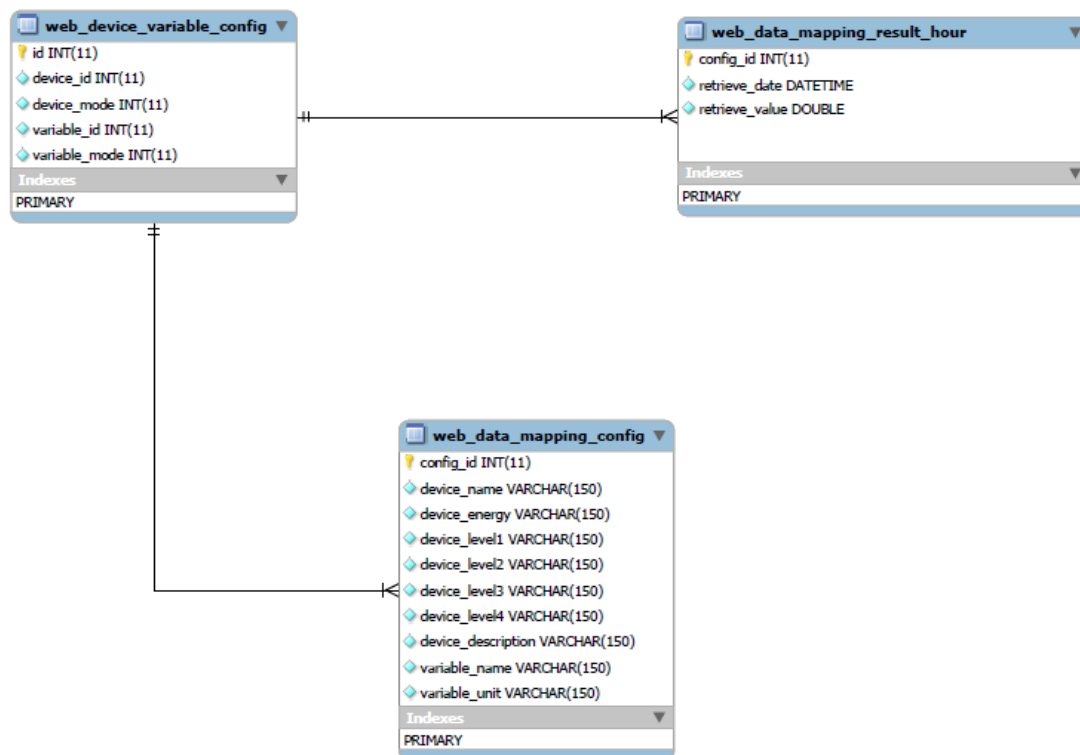 web_device_variable_config
id INT(11)
device_id INT(11)
device_mode INT(11)
variable_id INT(11)
variable_mode INT(11)
Indexes
PRIMARY
web_data_mapping_result_hour
config_id INT(11)
retrieve_date DATETIME
retrieve_value DOUBLE
Indexes
PRIMARY
web_data_mapping_config
config_id INT(11)
device_name VARCHAR(150)
device_energy VARCHAR(150)
device_level1 VARCHAR(150)
device_level2 VARCHAR(150)
device_level3 VARCHAR(150)
device_level4 VARCHAR(150)
device_description VARCHAR(150)
variable_name VARCHAR(150)
variable_unit VARCHAR(150)
Indexes
PRIMARY